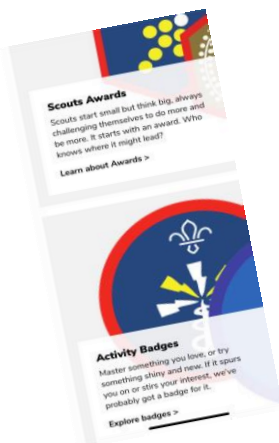 Scouts Awards
Scouts start small but think big, always
challenging themselves to do more and
be more. It starts with an award. Who
knows where it might lead?
Learn about Awards >
Activity Badges
Master something you love, or try
something shiny and new. If it spurs
you on or stirs your interest, we've
probably got a badge for it.
Explore badges >